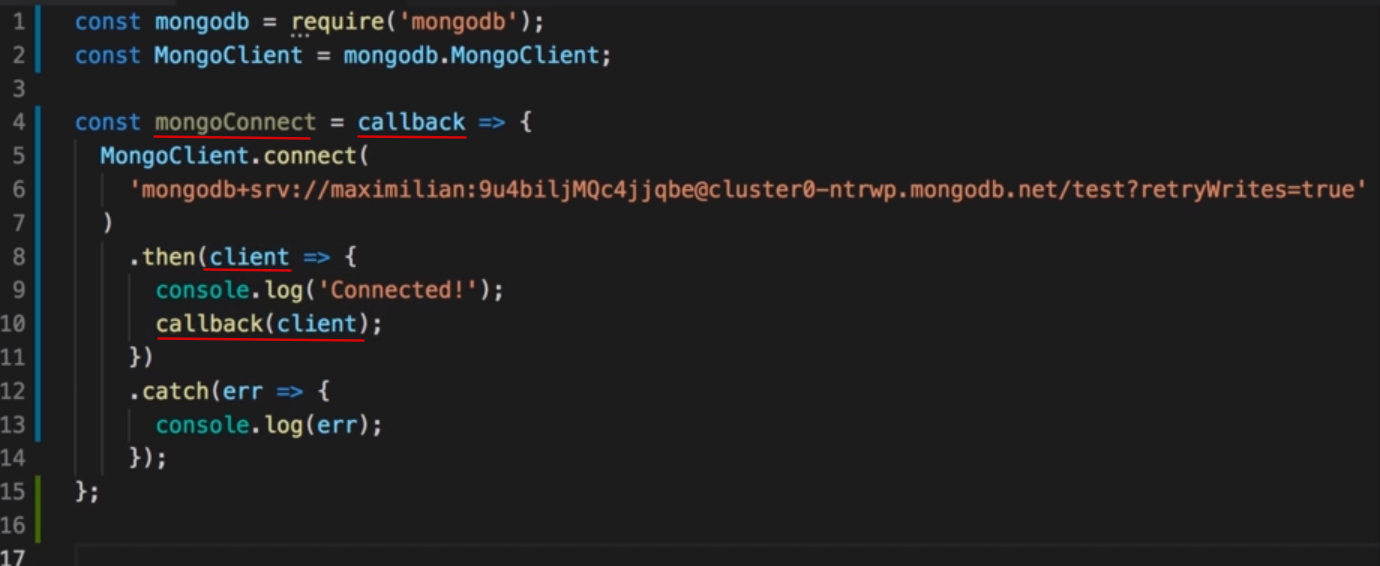 1 const mongodb = require('mongodb');
2 const MongoClient = mongodb.MongoClient;
3
4 const mongoConnect = callback => {
5 MongoClient.connect(
6 'mongodb+srv://maximilian:9u4biljMQc4jjqbe@cluster0-ntrwp.mongodb.net/test?retryWrites=true'
7 )
8 .then(client => {
9 console.log('Connected!');
10 callback(client);
11 })
12 .catch(err => {
13 console.log(err);
14 });
15 };
16
17